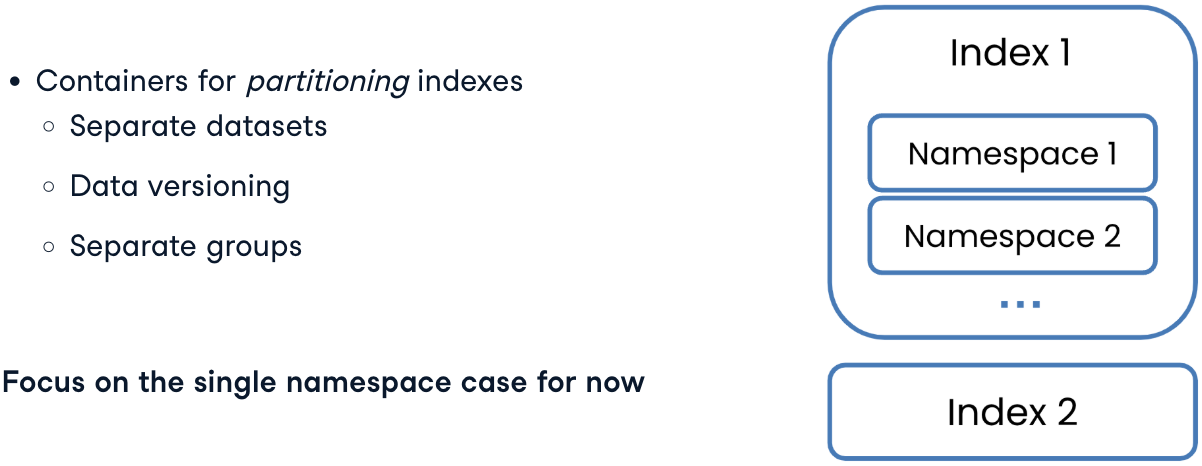 • Containers for partitioning indexes
○ Separate datasets
○ Data versioning
○ Separate groups
Focus on the single namespace case for now
Index 1
Namespace 1
Namespace 2
...
Index 2